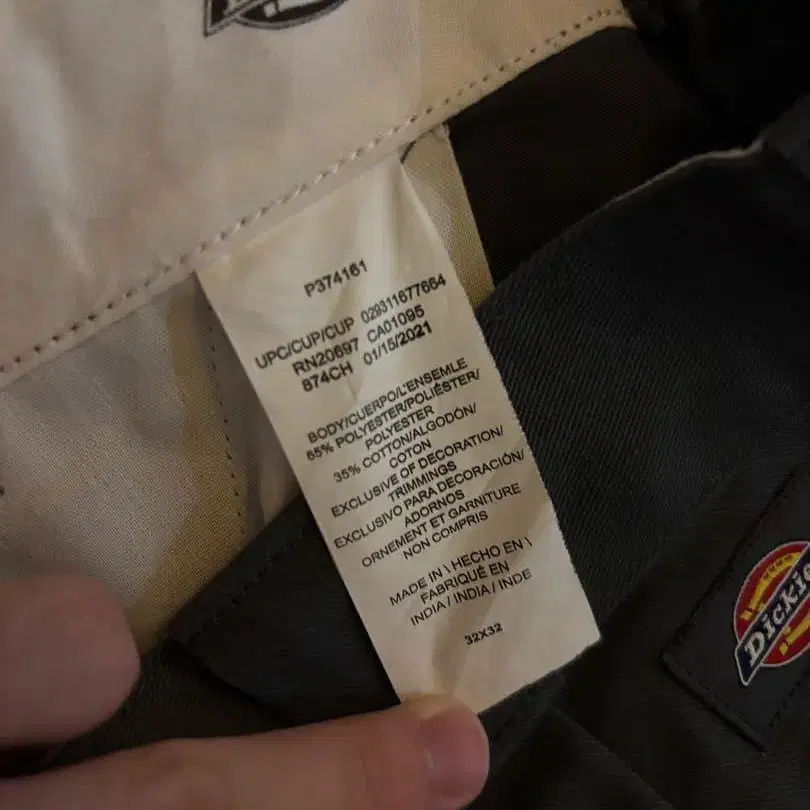 P374161
UPC/CUP/CUP 029311677664
RN20697 CA01095
874CH 01/15/2021
BODY/CUERPO/L'ENSEMLE
65% POLYESTER/POLIÉSTER/
POLYESTER
35% COTTON/ALGODÓN/
COTON
EXCLUSIVE OF DECORATION/
TRIMMINGS
EXCLUSIVO PARA DECORACIÓN/
ADORNOS
ORNEMENT ET GARNITURE
NON COMPRIS
MADE IN \ HECHO EN \
FABRIQUÉ EN
INDIA / INDIA / INDE
32X32
Dickies